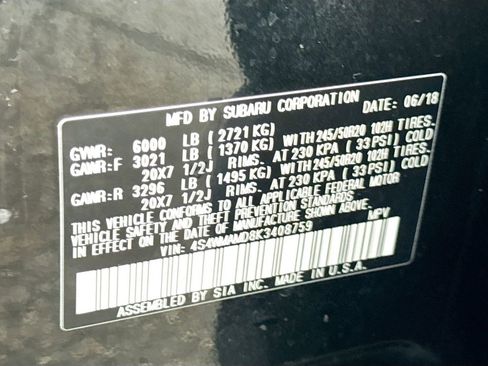 MFD BY SUBARU CORPORATION DATE: 06/18
GVWR: 6000 LB ( 2721 KG)
GAWR:F 3021 LB ( 1370 KG) WITH 245/50R20 102H TIRES.
20X7 1/2J RIMS. AT 230 KPA ( 33 PSI) COLD
GAWR:R 3296 LB ( 1495 KG) WITH 245/50R20 102H TIRES.
20X7 1/2J RIMS. AT 230 KPA ( 33 PSI) COLD
THIS VEHICLE CONFORMS TO ALL APPLICABLE FEDERAL MOTOR
VEHICLE SAFETY STANDARDS
IN EFFECT ON THE DATE OF MANUFACTURE SHOWN ABOVE.
VIN: 4S4WMAMD8K3408759 MPV
ASSEMBLED BY SIA INC. MADE IN U.S.A.